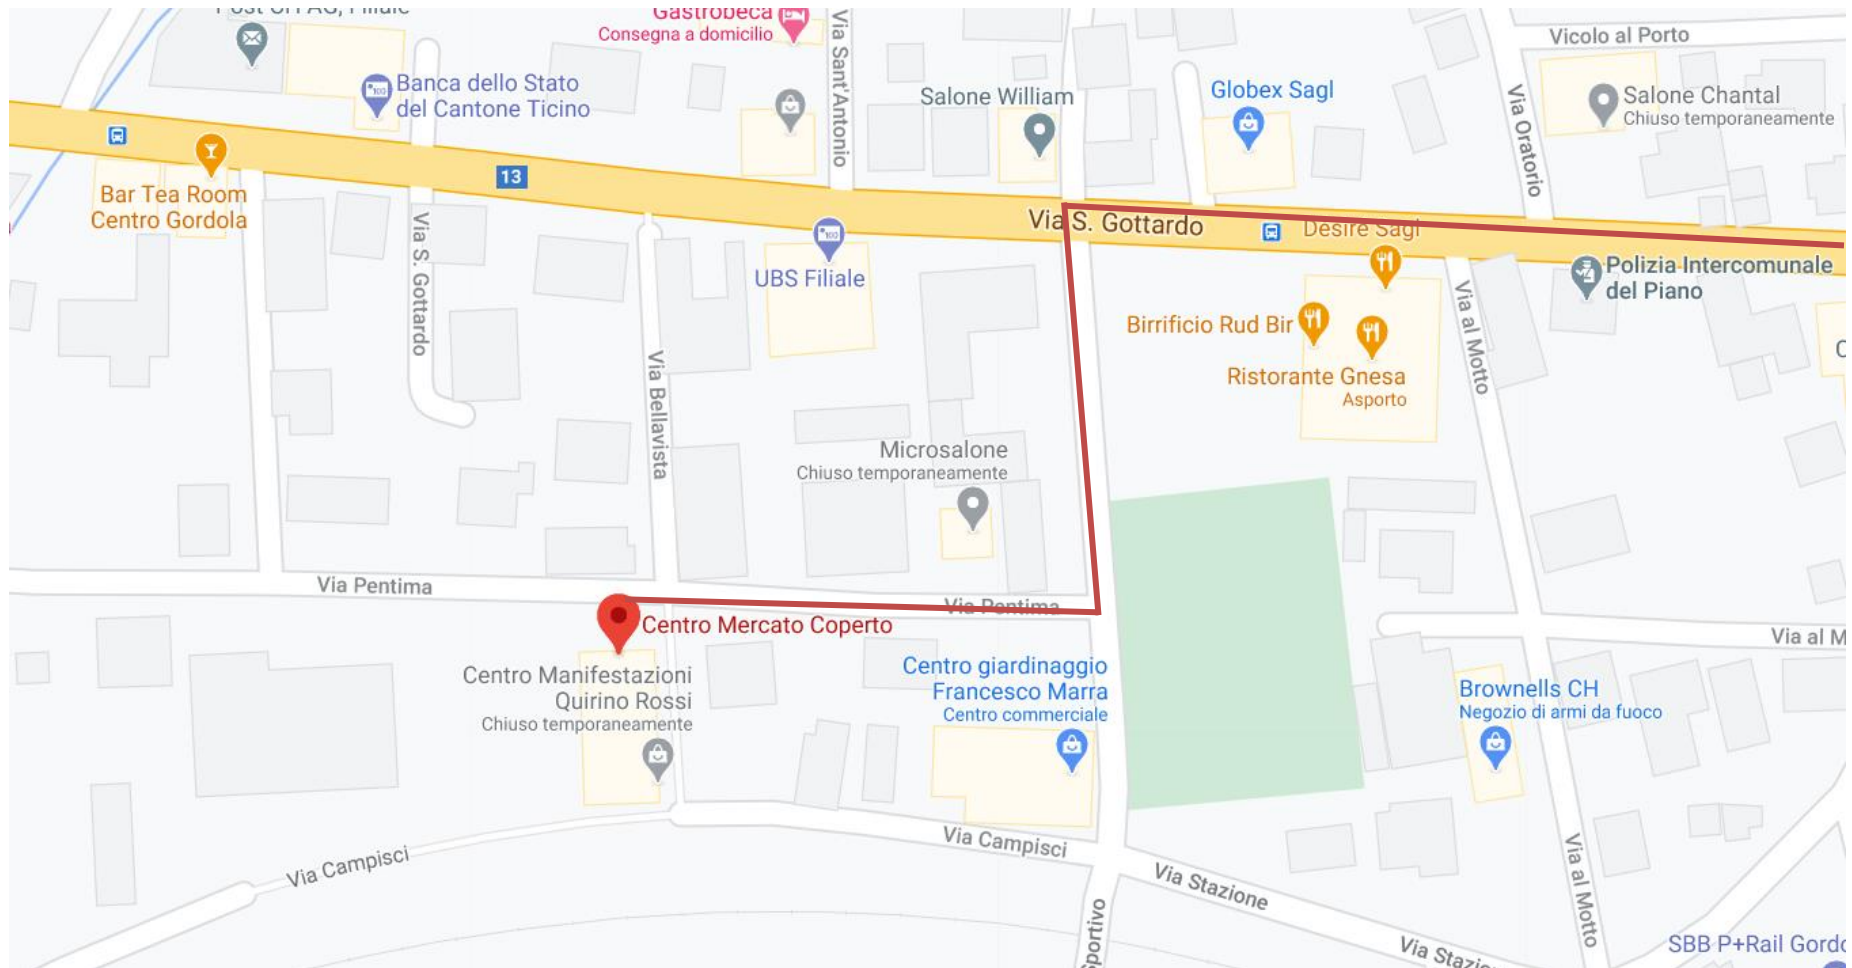 Gastrobeca
Consegna a domicilio
Via Sant'Antonio
Vicolo al Porto
Banca dello Stato
del Cantone Ticino
Salone William
Globex Sagl
Via Oratorio
Salone Chantal
Chiuso temporaneamente
13
Bar Tea Room
Centro Gordola
Via S. Gottardo
Via S. Gottardo
Desire Sagl
UBS Filiale
Polizia Intercomunale
del Piano
Birrificio Rud Bir
Ristorante Gnesa
Asporto
Via al Motto
Via Bellavista
Microsalone
Chiuso temporaneamente
Via Pentima
Via Pentima
Centro Mercato Coperto
Via al M
Centro Manifestazioni
Quirino Rossi
Chiuso temporaneamente
Centro giardinaggio
Francesco Marra
Centro commerciale
Brownells CH
Negozio di armi da fuoco
Via Campisci
Via Campisci
Via Stazione
Via al Motto
Via Stazio
SBB P+Rail Gordo